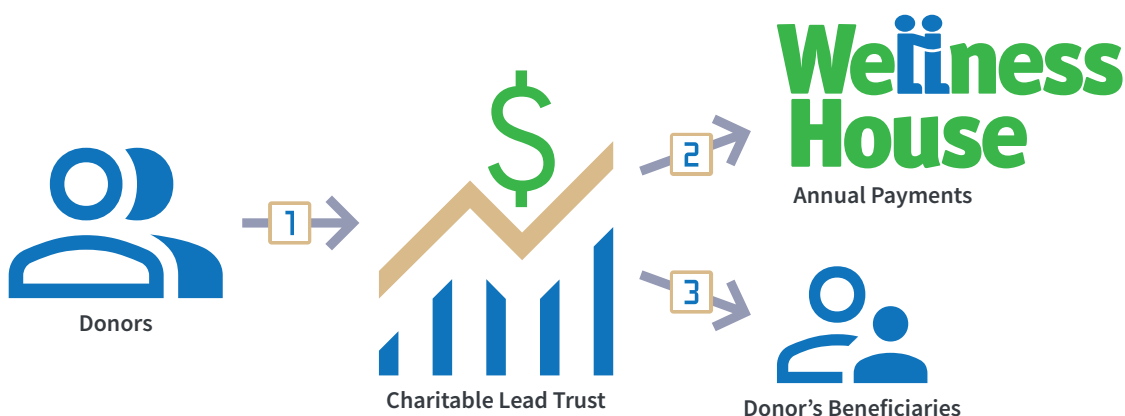 Wellness
House
$
2
Annual Payments
1
3
Donors
Charitable Lead Trust
Donor’s Beneficiaries